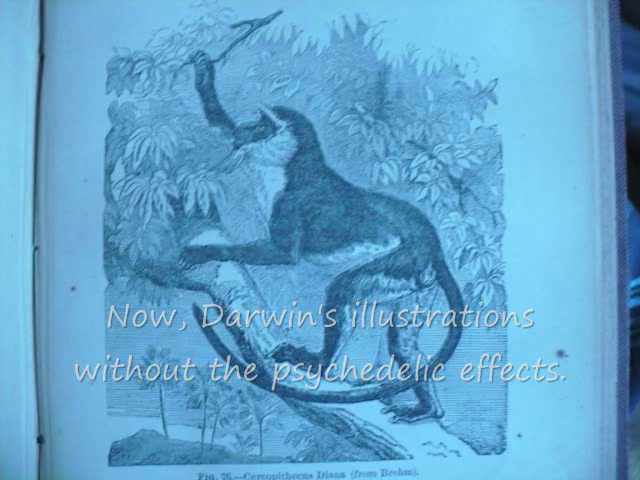 Now, Darwin's illustrations
without the psychedelic effects.
FIG. 76.—Cercopithecus Diana (from Brehm).